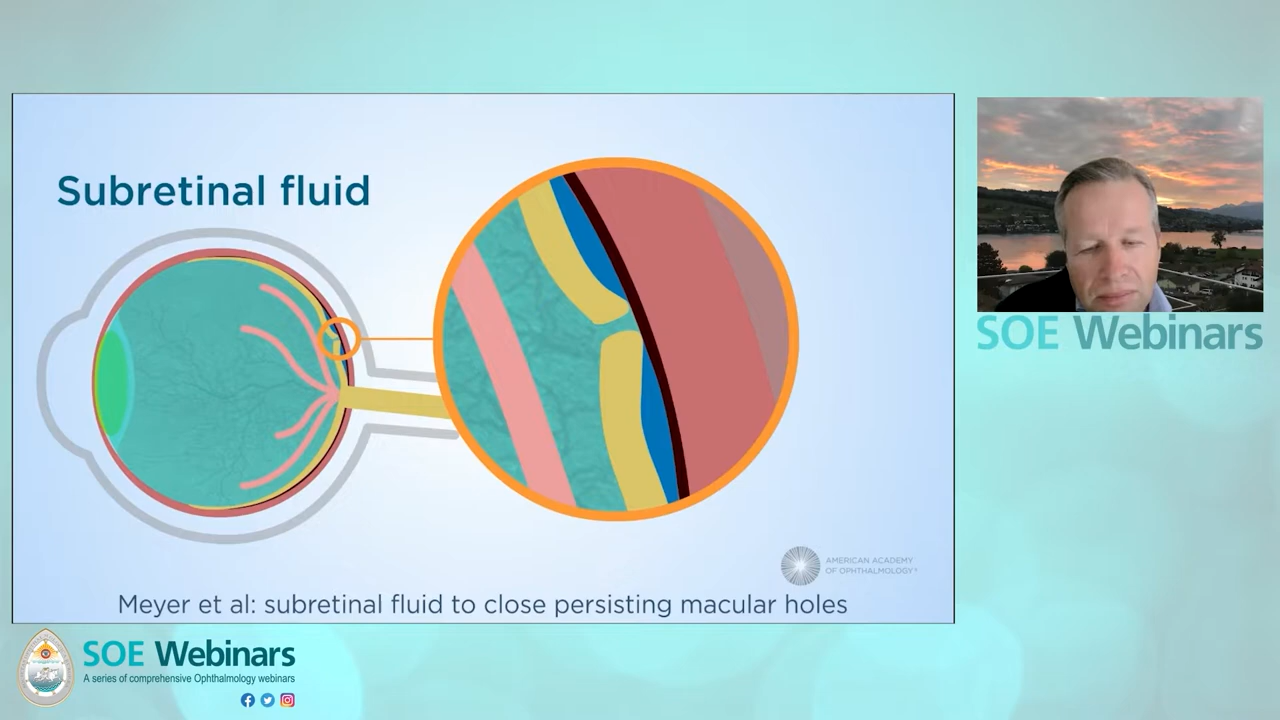 Subretinal fluid
AMERICAN ACADEMY
OF OPHTHALMOLOGY®
Meyer et al: subretinal fluid to close persisting macular holes
SOE Webinars
SOE Webinars
A series of comprehensive Ophthalmology webinars